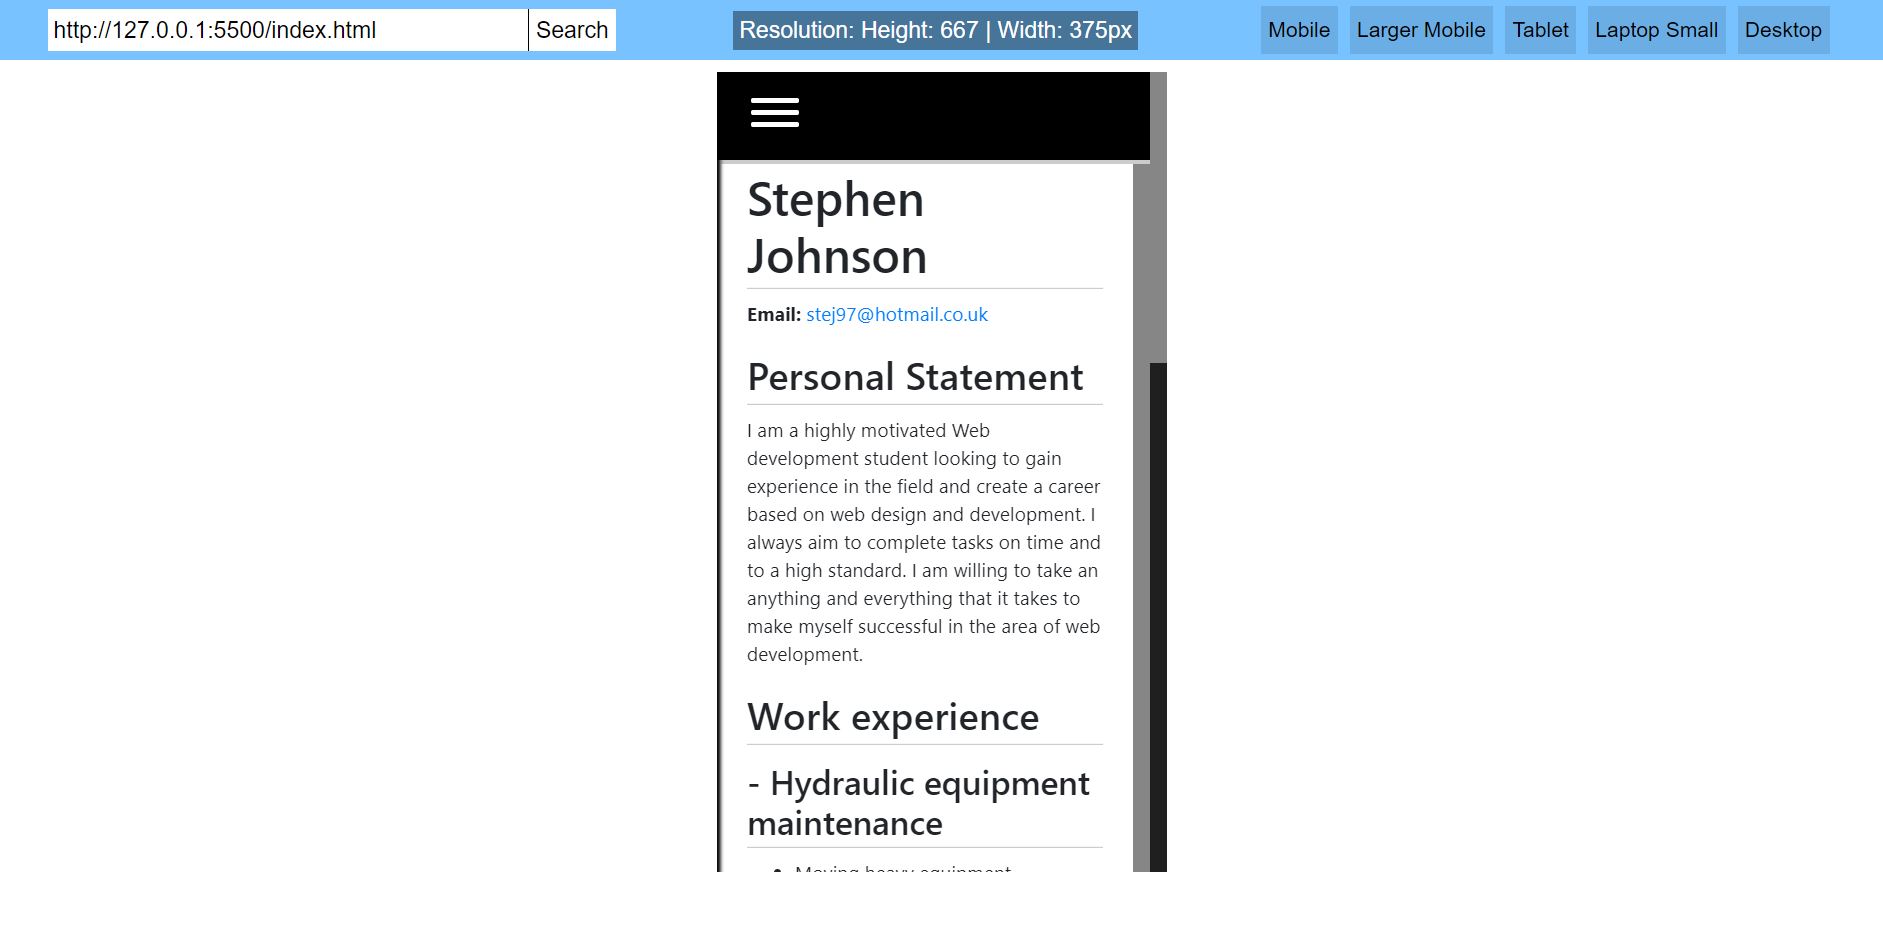 http://127.0.0.1:5500/index.html Search Resolution: Height: 667 | Width: 375px Mobile Larger Mobile Tablet Laptop Small Desktop
Stephen
Johnson
Email: stej97@hotmail.co.uk
Personal Statement
I am a highly motivated Web
development student looking to gain
experience in the field and create a career
based on web design and development. I
always aim to complete tasks on time and
to a high standard. I am willing to take an
anything and everything that it takes to
make myself successful in the area of web
development.
Work experience
- Hydraulic equipment
maintenance
• Moving heavy equipment